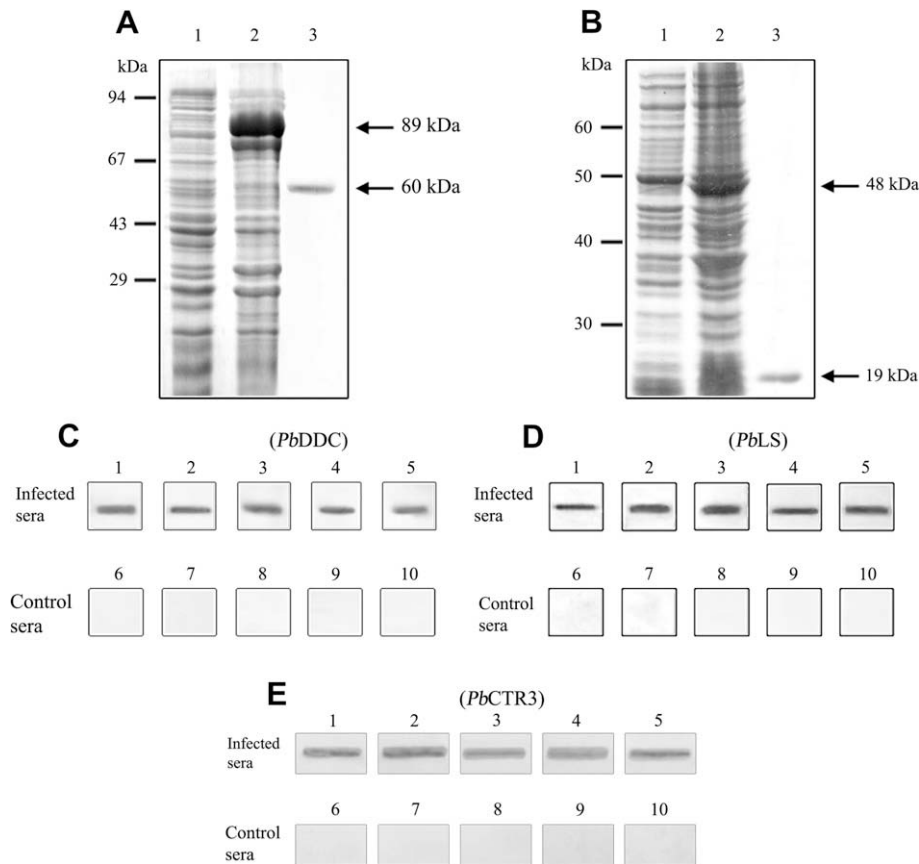 A
B
1 2 3
1 2 3
kDa
kDa
94
67
43
29
89 kDa
60 kDa
60
50
40
30
48 kDa
19 kDa
C
(PbDDC)
1 2 3 4 5
Infected
sera
6 7 8 9 10
Control
sera
D
(PbLS)
1 2 3 4 5
Infected
sera
6 7 8 9 10
Control
sera
E
(PbCTR3)
1 2 3 4 5
Infected
sera
6 7 8 9 10
Control
sera